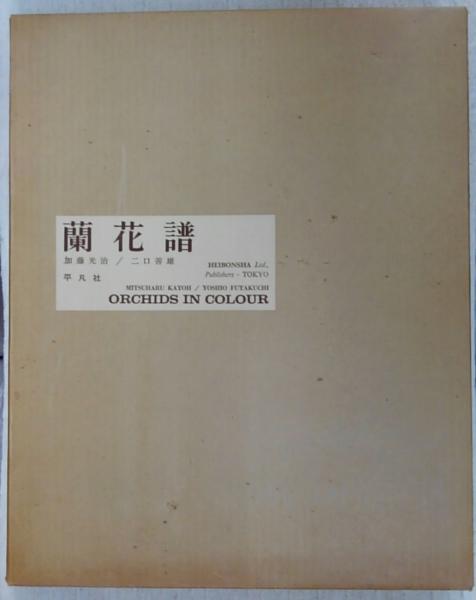 蘭花譜
加藤光治 / 二口善雄
HEIBONSHA Ltd.,
平凡社
Publishers - TOKYO
MITSUHARU KATOH / YOSHIO FUTAKUCHI
ORCHIDS IN COLOUR